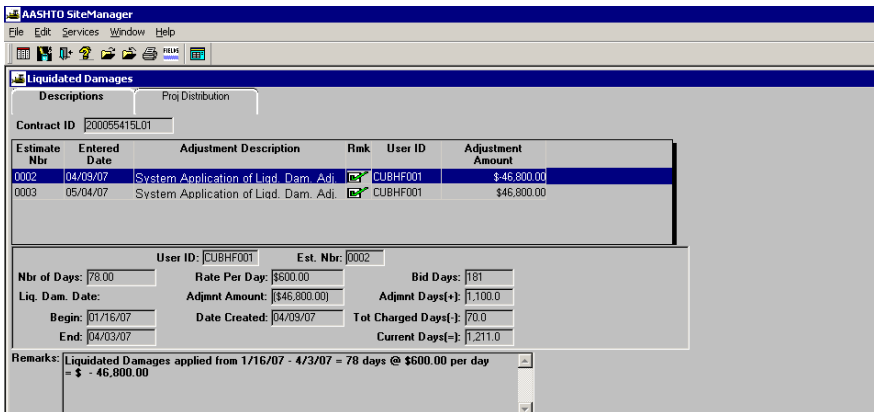 AASHTO SiteManager
File Edit Services Window Help
Liquidated Damages
Descriptions Proj Distribution
Contract ID 200055415L01
Estimate Nbr Entered Date Adjustment Description Rmk User ID Adjustment Amount
0002 04/09/07 System Application of Liqd. Dam. Adj. CUBHF001 $-46,800.00
0003 05/04/07 System Application of Liqd. Dam. Adj. CUBHF001 $46,800.00
User ID: CUBHF001 Est. Nbr: 0002
Nbr of Days: 78.00 Rate Per Day: $600.00 Bid Days: 181
Liq. Dam. Date: Adjmnt Amount: ($46,800.00) Adjmnt Days(+): 1,100.0
Begin: 01/16/07 Date Created: 04/09/07 Tot Charged Days(-): 70.0
End: 04/03/07 Current Days(=): 1,211.0
Remarks: Liquidated Damages applied from 1/16/07 - 4/3/07 = 78 days @ $600.00 per day
= $ - 46,800.00